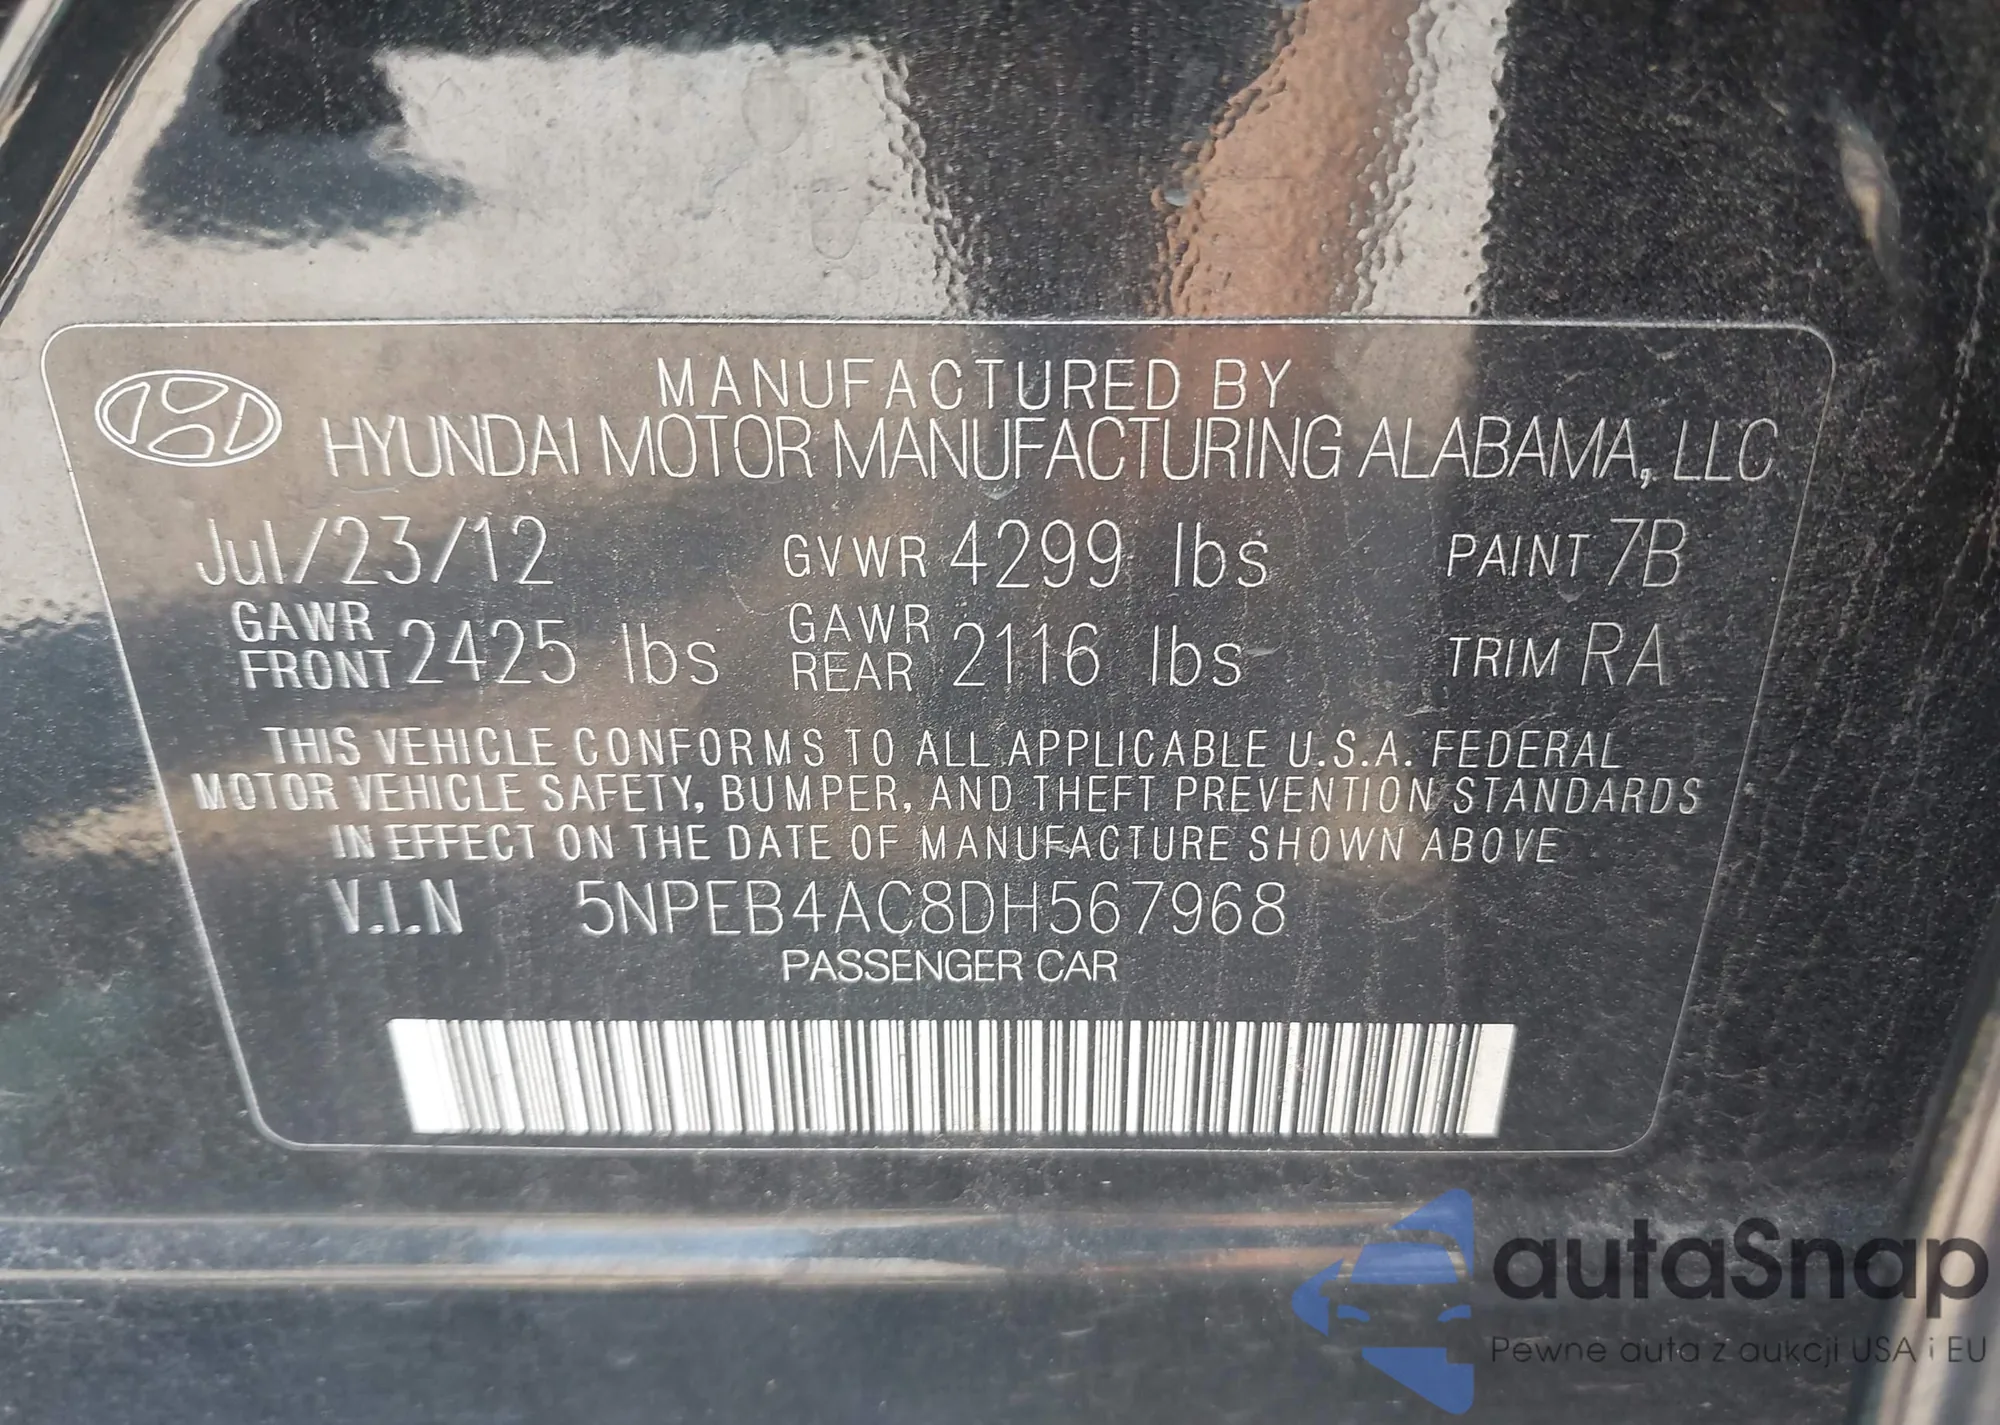 MANUFACTURED BY
HYUNDAI MOTOR MANUFACTURING ALABAMA, LLC
Jul/23/12 GVWR 4299 lbs PAINT 7B
GAWR FRONT 2425 lbs GAWR REAR 2116 lbs TRIM RA
THIS VEHICLE CONFORMS TO ALL APPLICABLE U.S.A. FEDERAL
MOTOR VEHICLE SAFETY, BUMPER, AND THEFT PREVENTION STANDARDS
IN EFFECT ON THE DATE OF MANUFACTURE SHOWN ABOVE
V.I.N 5NPEB4AC8DH567968
PASSENGER CAR
autaSnap
Pewne auta z aukcji USA i EU